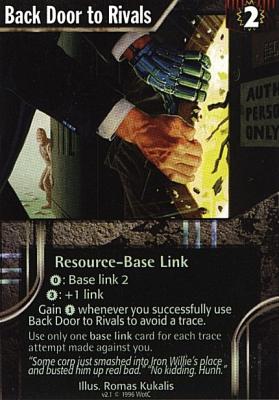 Back Door to Rivals
2
AUTH
PERSO
ONLY
Resource-Base Link
0: Base link 2
3: +1 link
Gain 1 whenever you successfully use
Back Door to Rivals to avoid a trace.
Use only one base link card for each trace
attempt made against you.
"Some corp just smashed into Iron Willie's place
and busted him up real bad." "No kidding. Hunh."
Illus. Romas Kukalis
v2.1 © 1996 WotC